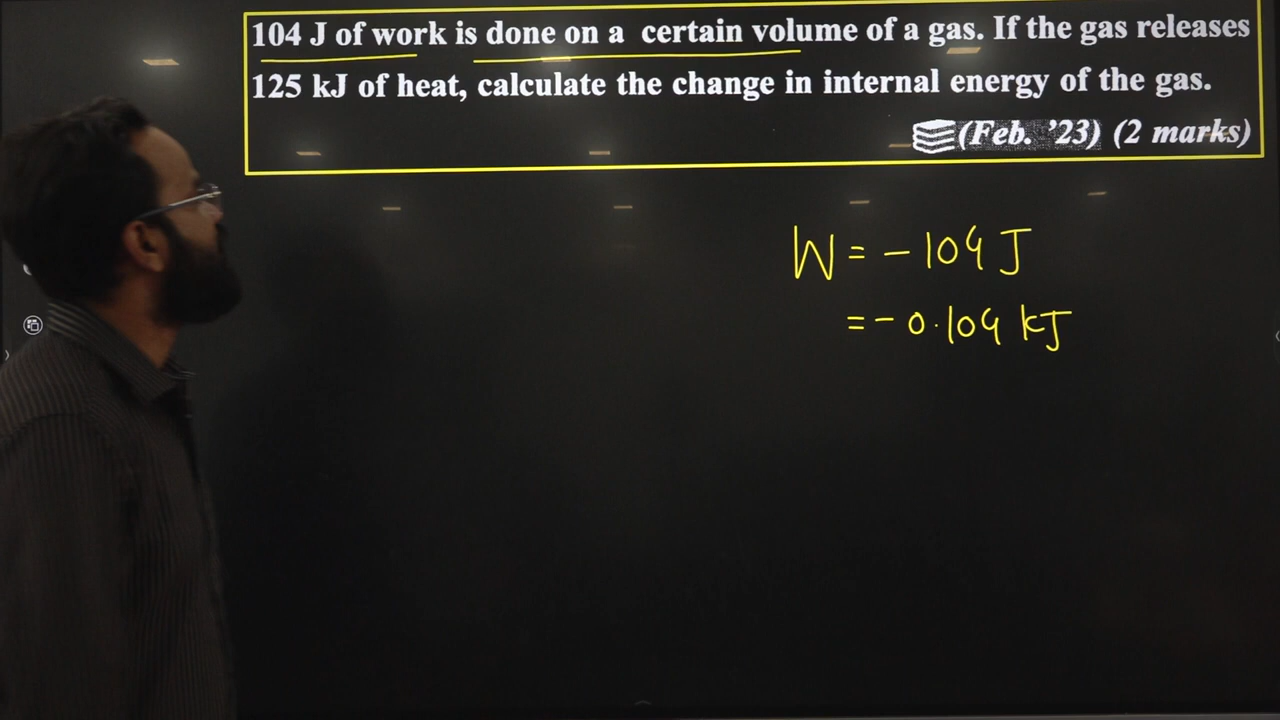 104 J of work is done on a certain volume of a gas. If the gas releases
125 kJ of heat, calculate the change in internal energy of the gas.
(Feb. ’23) (2 marks)
W = - 104 J
= - 0.104 kJ